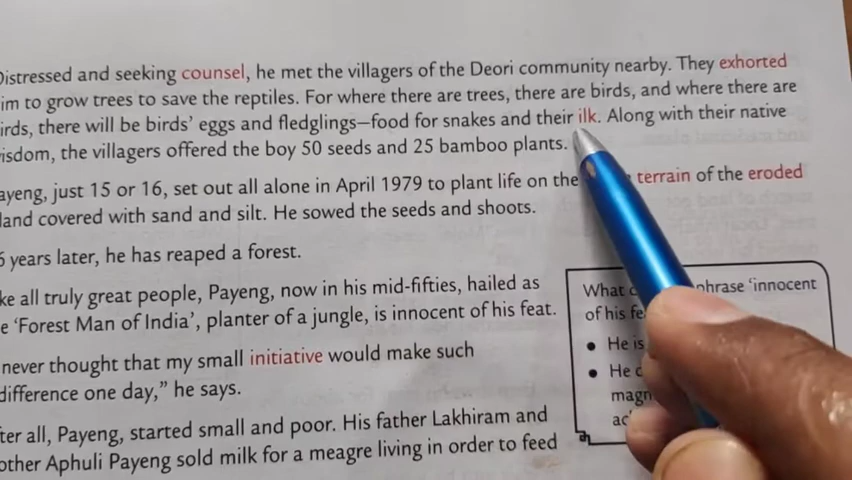 Distressed and seeking counsel, he met the villagers of the Deori community nearby. They exhorted
im to grow trees to save the reptiles. For where there are trees, there are birds, and where there are
irds, there will be birds' eggs and fledglings—food for snakes and their ilk. Along with their native
isdom, the villagers offered the boy 50 seeds and 25 bamboo plants.
ayeng, just 15 or 16, set out all alone in April 1979 to plant life on the terrain of the eroded
land covered with sand and silt. He sowed the seeds and shoots.
6 years later, he has reaped a forest.
ke all truly great people, Payeng, now in his mid-fifties, hailed as
e 'Forest Man of India', planter of a jungle, is innocent of his feat.
never thought that my small initiative would make such
difference one day," he says.
ter all, Payeng, started small and poor. His father Lakhiram and
other Aphuli Payeng sold milk for a meagre living in order to feed
What phrase 'innocent
of his
• He is
• He